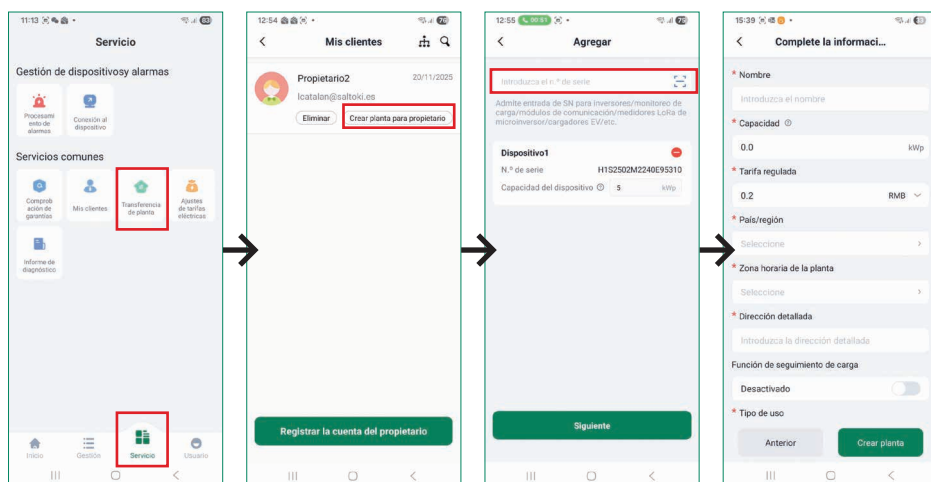 11:13
63
Servicio
Gestión de dispositivosy alarmas
Procesami
ento de
alarmas
Conexión al
dispositivo
Servicios comunes
Comprob
ación de
garantías
Mis clientes
Transferencia
de planta
Ajustes
de tarifas
eléctricas
Informe de
diagnóstico
Inicio
Gestión
Servicio
Usuario
12:54
76
Mis clientes
Propietario2
20/11/2025
lcatalan@saltoki.es
Eliminar
Crear planta para propietario
Registrar la cuenta del propietario
12:55
Agregar
Introduzca el n.º de serie
Admite entrada de SN para inversores/monitoreo de
carga/módulos de comunicación/medidores LoRa de
microinversor/cargadores EV/etc.
Dispositivo1
N.º de serie
H1S2502M2240E95310
Capacidad del dispositivo
5
kWp
Siguiente
15:39
Complete la informaci...
* Nombre
Introduzca el nombre
* Capacidad
0.0
kWp
* Tarifa regulada
0.2
RMB
* País/región
Seleccione
* Zona horaria de la planta
Seleccione
* Dirección detallada
Introduzca la dirección detallada
Función de seguimiento de carga
Desactivado
* Tipo de uso
Anterior
Crear planta